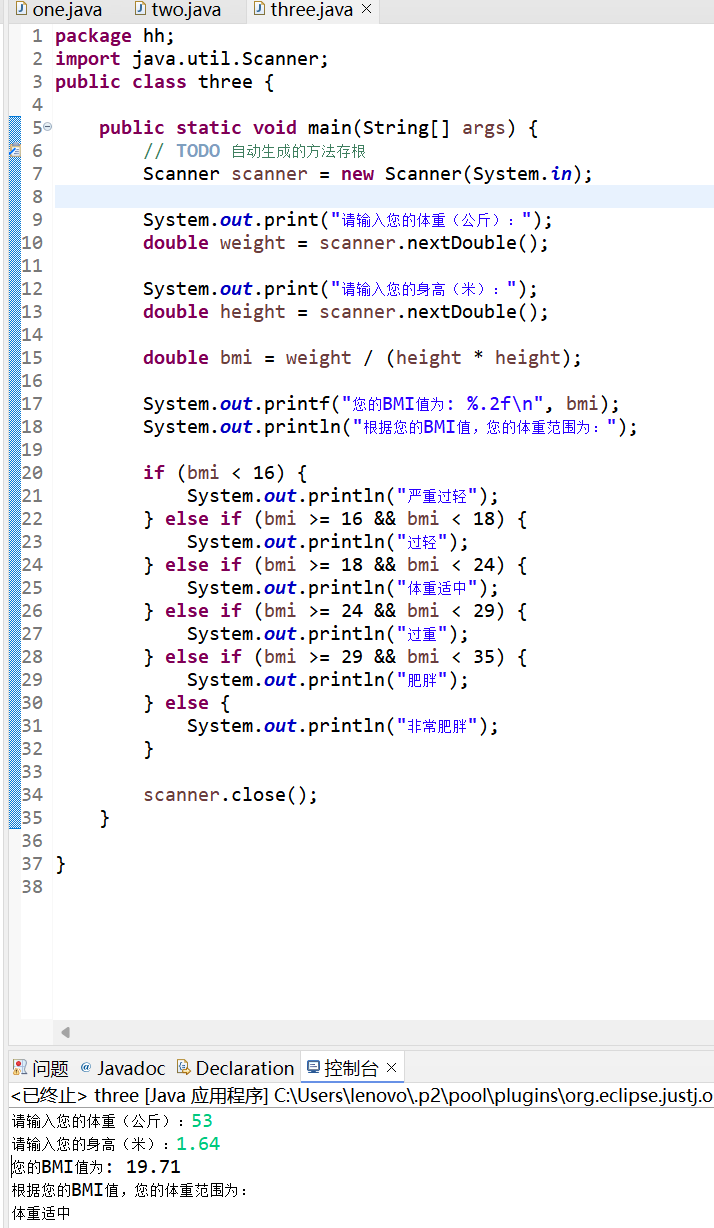 one.java two.java three.java
1 package hh;
2 import java.util.Scanner;
3 public class three {
4
5 public static void main(String[] args) {
6 // TODO 自动生成的方法存根
7 Scanner scanner = new Scanner(System.in);
8
9 System.out.print("请输入您的体重（公斤）：");
10 double weight = scanner.nextDouble();
11
12 System.out.print("请输入您的身高（米）：");
13 double height = scanner.nextDouble();
14
15 double bmi = weight / (height * height);
16
17 System.out.printf("您的BMI值为: %.2f\n", bmi);
18 System.out.println("根据您的BMI值，您的体重范围为：");
19
20 if (bmi < 16) {
21 System.out.println("严重过轻");
22 } else if (bmi >= 16 && bmi < 18) {
23 System.out.println("过轻");
24 } else if (bmi >= 18 && bmi < 24) {
25 System.out.println("体重适中");
26 } else if (bmi >= 24 && bmi < 29) {
27 System.out.println("过重");
28 } else if (bmi >= 29 && bmi < 35) {
29 System.out.println("肥胖");
30 } else {
31 System.out.println("非常肥胖");
32 }
33
34 scanner.close();
35 }
36
37 }
38
问题 @ Javadoc Declaration 控制台
<已终止> three [Java 应用程序] C:\Users\lenovo\.p2\pool\plugins\org.eclipse.justj.o
请输入您的体重（公斤）：53
请输入您的身高（米）：1.64
您的BMI值为: 19.71
根据您的BMI值，您的体重范围为：
体重适中